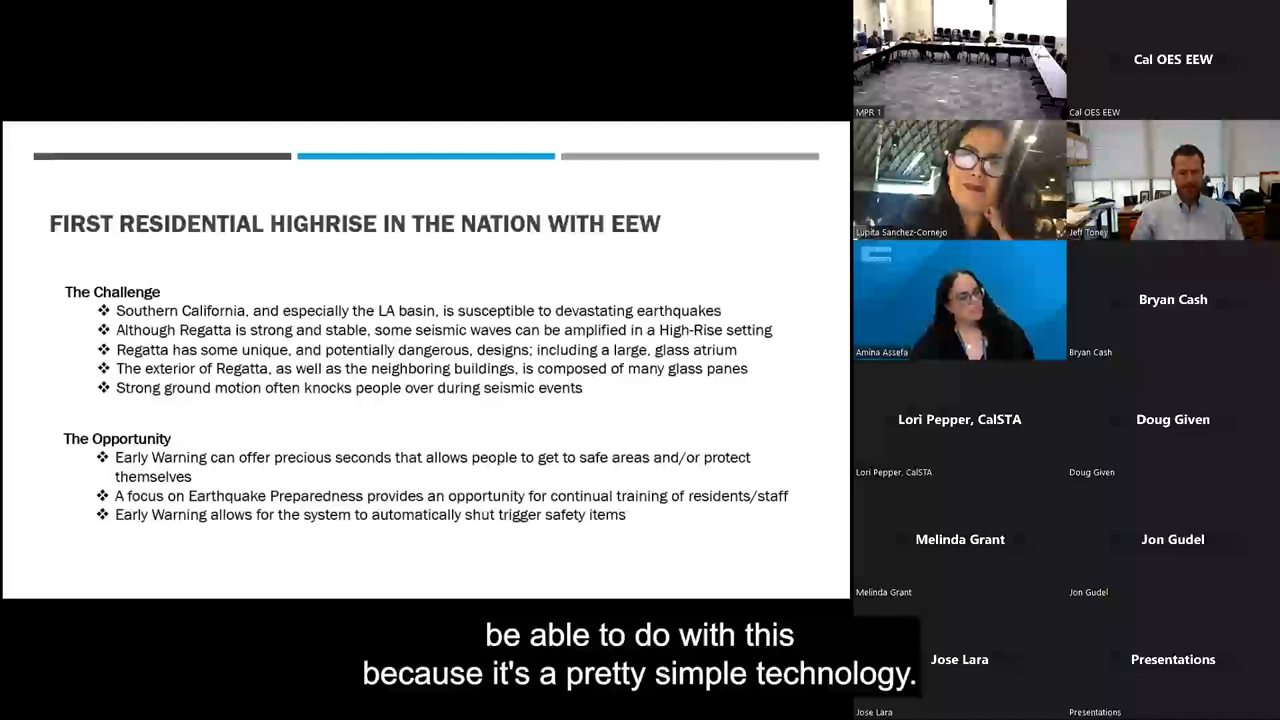 FIRST RESIDENTIAL HIGHRISE IN THE NATION WITH EEW
The Challenge
❖ Southern California, and especially the LA basin, is susceptible to devastating earthquakes
❖ Although Regatta is strong and stable, some seismic waves can be amplified in a High-Rise setting
❖ Regatta has some unique, and potentially dangerous, designs; including a large, glass atrium
❖ The exterior of Regatta, as well as the neighboring buildings, is composed of many glass panes
❖ Strong ground motion often knocks people over during seismic events
The Opportunity
❖ Early Warning can offer precious seconds that allows people to get to safe areas and/or protect
themselves
❖ A focus on Earthquake Preparedness provides an opportunity for continual training of residents/staff
❖ Early Warning allows for the system to automatically shut trigger safety items
MPR 1
Cal OES EEW
Cal OES EEW
Lupita Sanchez-Cornejo
Jeff Toney
Amina Assefa
Bryan Cash
Bryan Cash
Lori Pepper, CalSTA
Lori Pepper, CalSTA
Doug Given
Doug Given
Melinda Grant
Melinda Grant
Jon Gudel
Jon Gudel
Jose Lara
Jose Lara
Presentations
Presentations
be able to do with this
because it's a pretty simple technology.